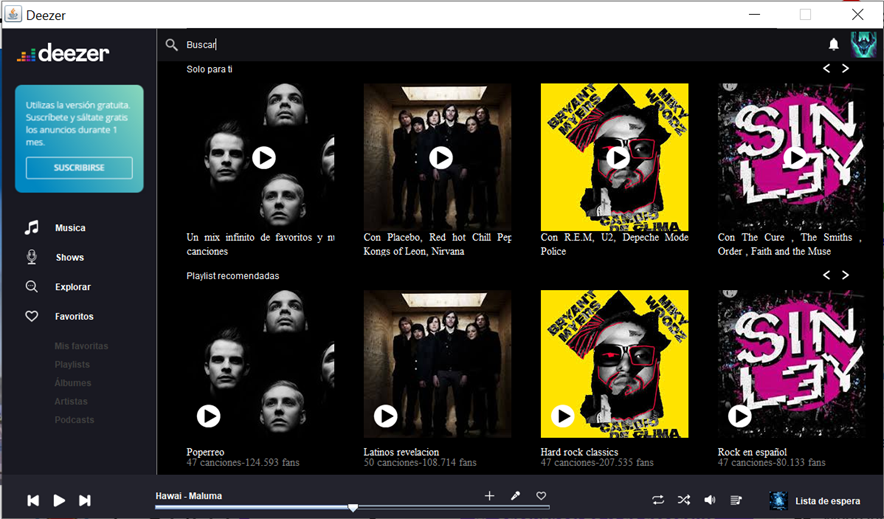 Deezer
deezer
Buscar
Utilizas la versión gratuita.
Suscríbete y sáltate gratis
los anuncios durante 1
mes.
SUSCRIBIRSE
Musica
Shows
Explorar
Favoritos
Mis favoritas
Playlists
Álbumes
Artistas
Podcasts
Solo para ti
BRYANT
MYERS
MIKY
WOODZ
GANAS
DE CLIMA
SIN
LEY
Un mix infinito de favoritos y nu
canciones
Con Placebo, Red hot Chill Pep
Kongs of Leon, Nirvana
Con R.E.M, U2, Depeche Mode
Police
Con The Cure , The Smiths ,
Order , Faith and the Muse
Playlist recomendadas
BRYANT
MYERS
MIKY
WOODZ
DE CLIMA
SIN
LEY
Poperreo
47 canciones-124.593 fans
Latinos revelacion
50 canciones-108.714 fans
Hard rock classics
47 canciones-207.535 fans
Rock en español
47 canciones-80.133 fans
Hawai - Maluma
Lista de espera